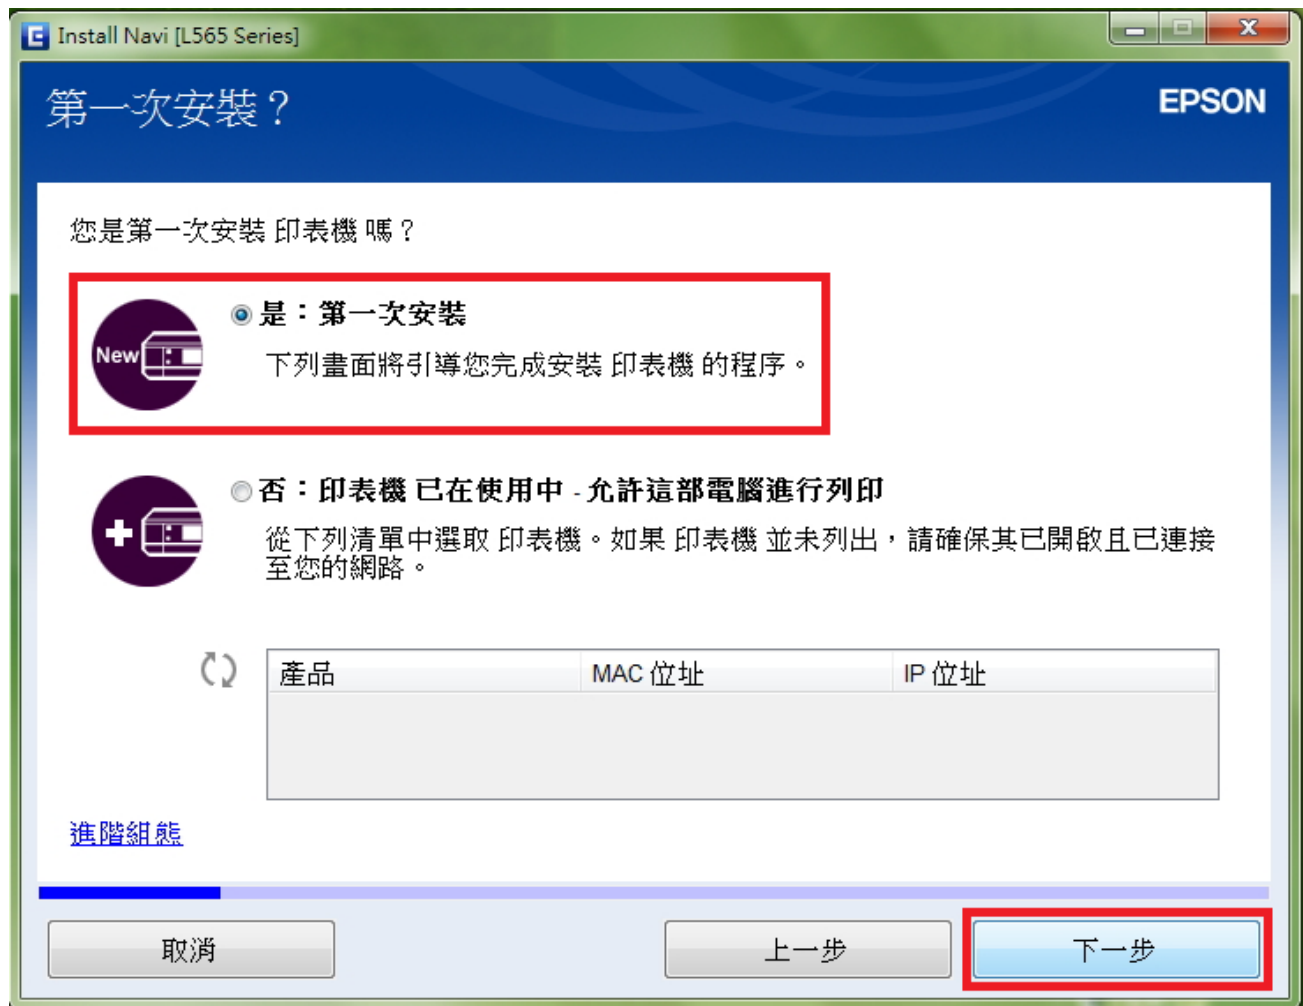 Install Navi [L565 Series]
第一次安裝？
EPSON
您是第一次安裝 印表機 嗎？
New
是：第一次安裝
下列畫面將引導您完成安裝 印表機 的程序。
否：印表機 已在使用中 - 允許這部電腦進行列印
從下列清單中選取 印表機。如果 印表機 並未列出，請確保其已開啟且已連接
至您的網路。
產品 MAC 位址 IP 位址
進階組態
取消 上一步 下一步